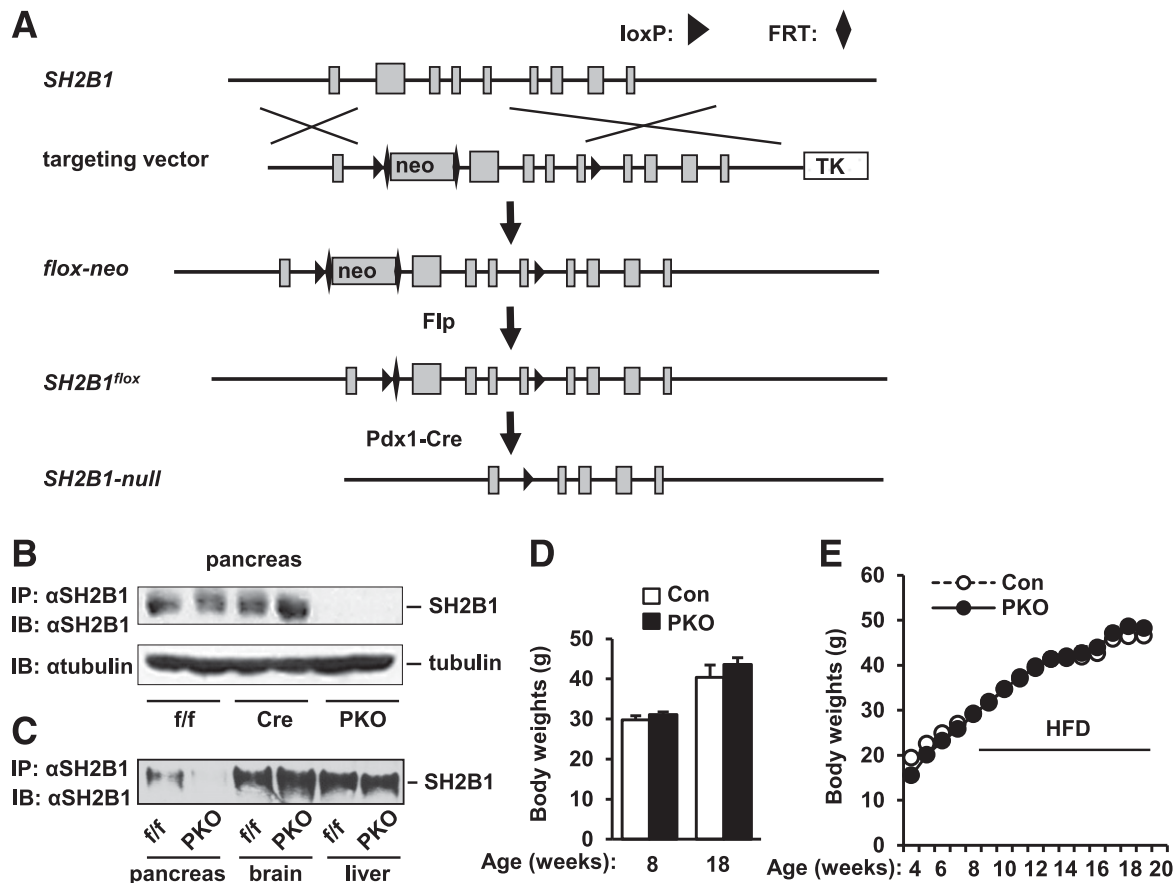 A
loxP:
FRT:
SH2B1
targeting vector
neo
TK
flox-neo
neo
Flp
SH2B1flox
Pdx1-Cre
SH2B1-null
B
pancreas
IP: αSH2B1
IB: αSH2B1
SH2B1
IB: αtubulin
tubulin
f/f Cre PKO
C
IP: αSH2B1
IB: αSH2B1
SH2B1
f/f PKO f/f PKO f/f PKO
pancreas brain liver
D
Con
PKO
Body weights (g)
50
40
30
20
10
0
Age (weeks): 8 18
E
Con
PKO
Body weights (g)
60
50
40
30
20
10
0
HFD
Age (weeks): 4 6 8 10 12 14 16 18 20